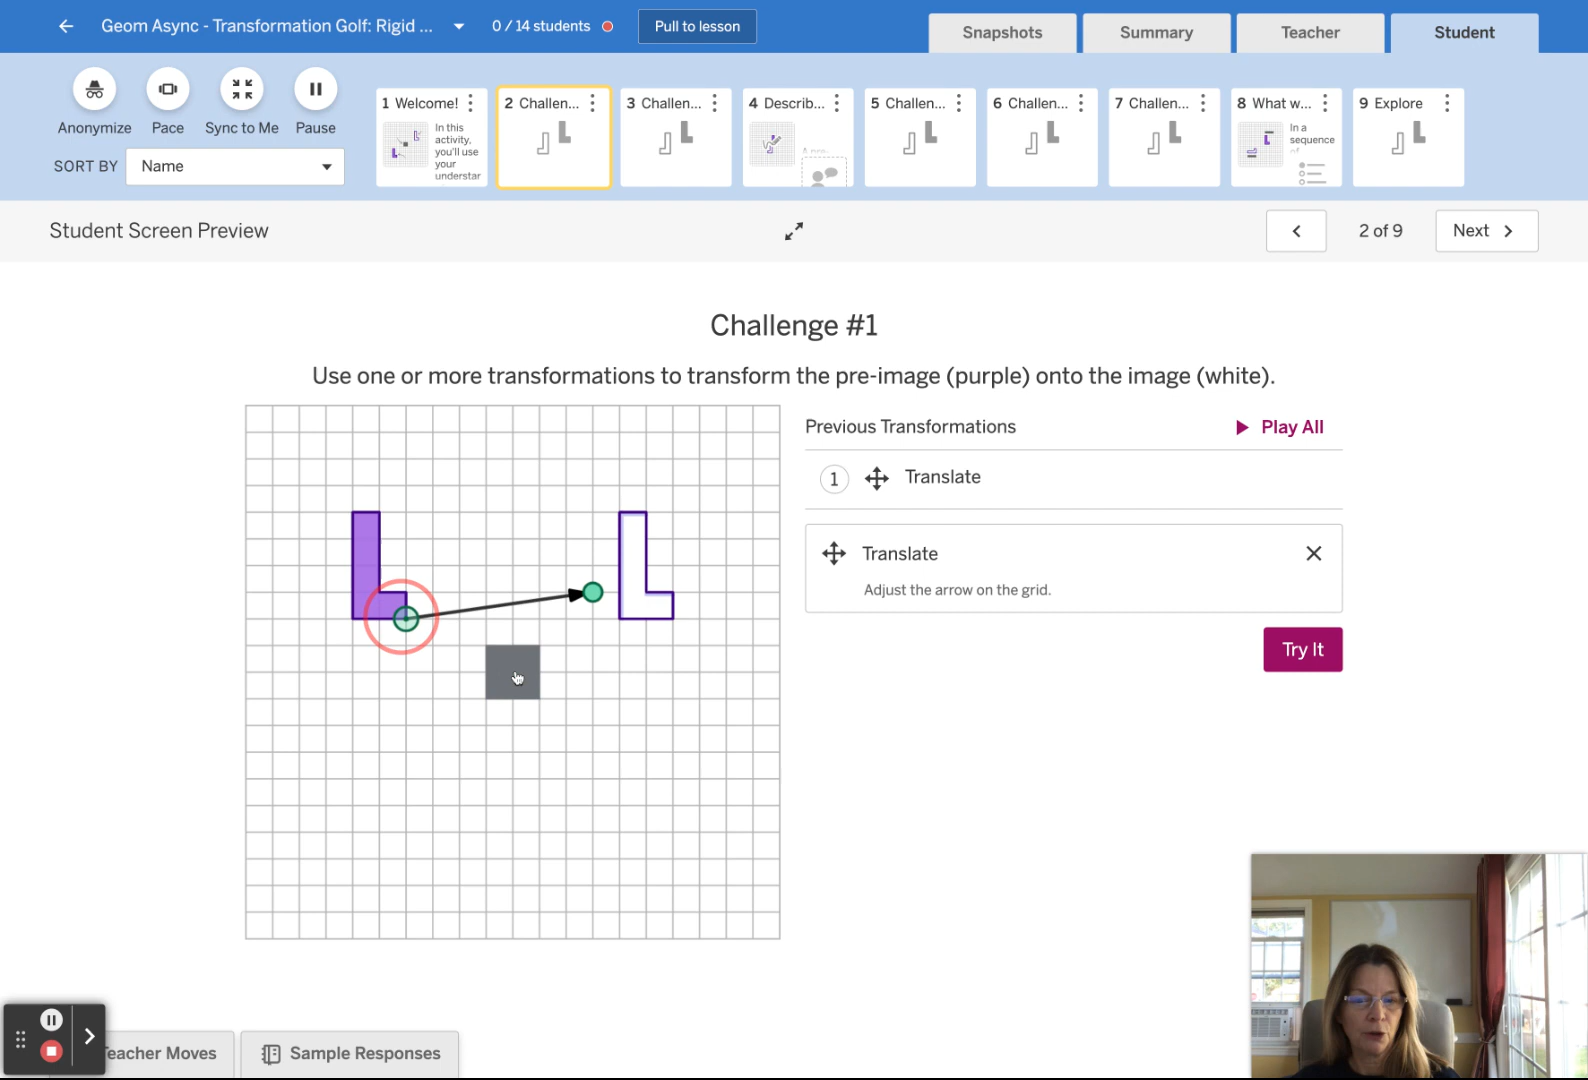 Geom Async - Transformation Golf: Rigid ...
0 / 14 students
Pull to lesson
Snapshots
Summary
Teacher
Student
Anonymize
Pace
Sync to Me
Pause
SORT BY
Name
1 Welcome!
In this
activity,
you'll use
your
understar
2 Challen...
3 Challen...
4 Describ...
5 Challen...
6 Challen...
7 Challen...
8 What w...
In a
sequence
9 Explore
Student Screen Preview
2 of 9
Next
Challenge #1
Use one or more transformations to transform the pre-image (purple) onto the image (white).
Previous Transformations
Play All
1 Translate
Translate
Adjust the arrow on the grid.
Try It
eacher Moves
Sample Responses